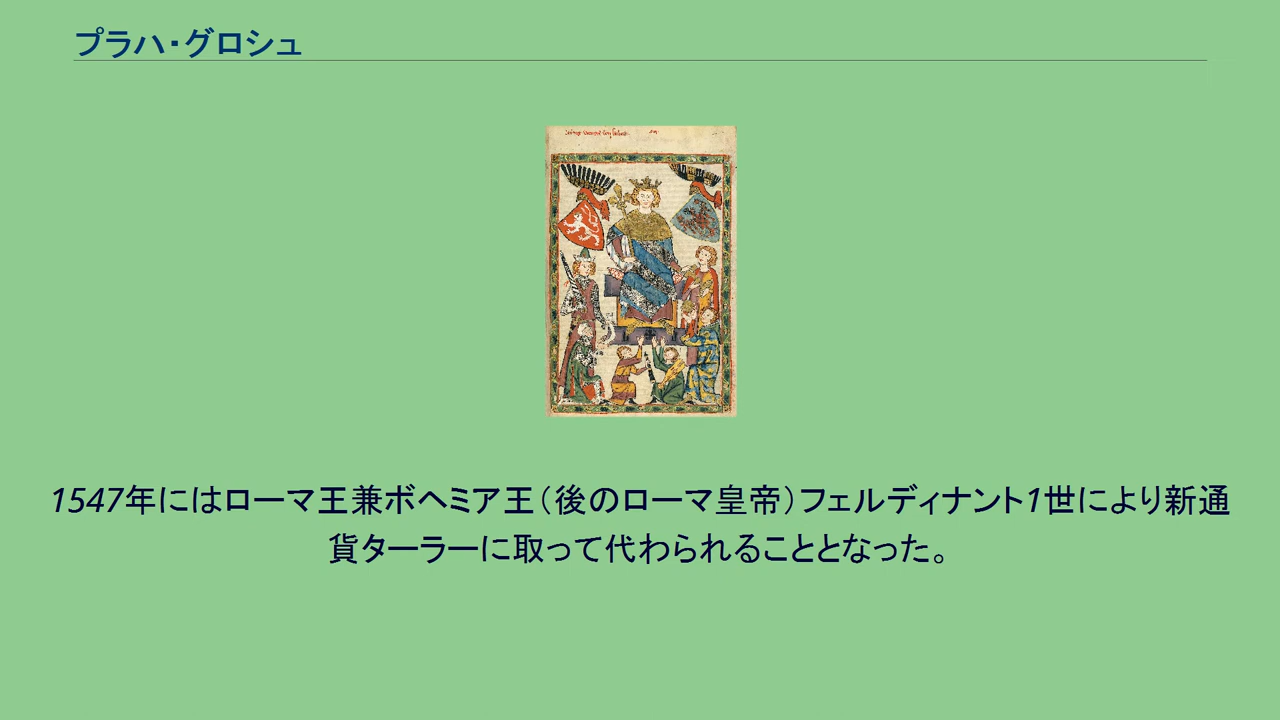 プラハ・グロシュ
1547年にはローマ王兼ボヘミア王（後のローマ皇帝）フェルディナント1世により新通
貨ターラーに取って代わられることとなった。